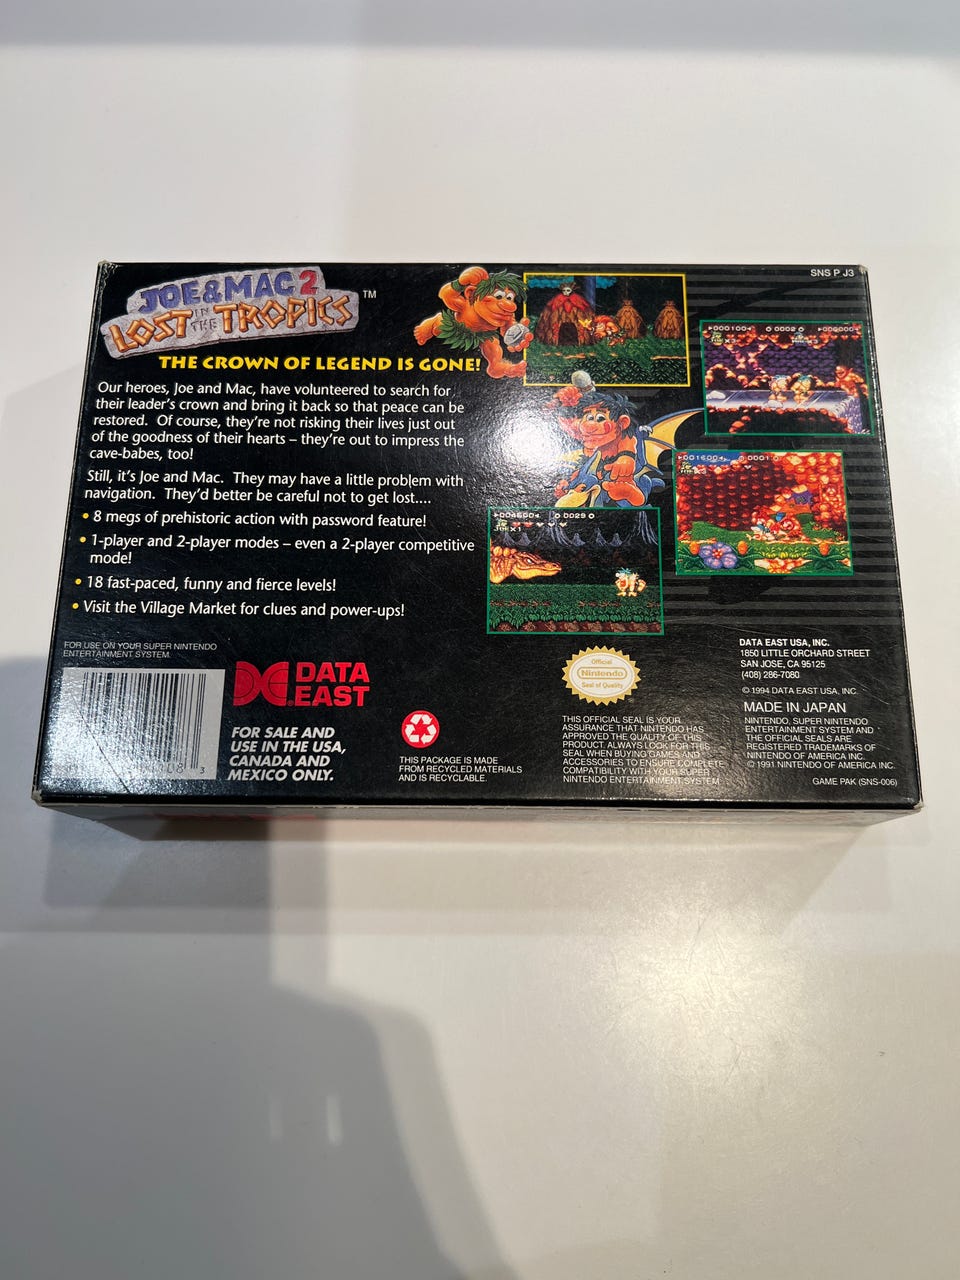 SNS P J3
JOE & MAC 2
LOST IN THE TROPICS™
THE CROWN OF LEGEND IS GONE!
Our heroes, Joe and Mac, have volunteered to search for
their leader's crown and bring it back so that peace can be
restored. Of course, they're not risking their lives just out
of the goodness of their hearts – they're out to impress the
cave-babes, too!
Still, it's Joe and Mac. They may have a little problem with
navigation. They'd better be careful not to get lost....
• 8 megs of prehistoric action with password feature!
• 1-player and 2-player modes – even a 2-player competitive
mode!
• 18 fast-paced, funny and fierce levels!
• Visit the Village Market for clues and power-ups!
FOR USE ON YOUR SUPER NINTENDO
ENTERTAINMENT SYSTEM.
DATA
EAST
FOR SALE AND
USE IN THE USA,
CANADA AND
MEXICO ONLY.
THIS PACKAGE IS MADE
FROM RECYCLED MATERIALS
AND IS RECYCLABLE.
Official
Nintendo
Seal of Quality
THIS OFFICIAL SEAL IS YOUR
ASSURANCE THAT NINTENDO HAS
APPROVED THE QUALITY OF THIS
PRODUCT. ALWAYS LOOK FOR THIS
SEAL WHEN BUYING GAMES AND
ACCESSORIES TO ENSURE COMPLETE
COMPATIBILITY WITH YOUR SUPER
NINTENDO ENTERTAINMENT SYSTEM.
DATA EAST USA, INC.
1850 LITTLE ORCHARD STREET
SAN JOSE, CA 95125
(408) 286-7080
© 1994 DATA EAST USA, INC.
MADE IN JAPAN
NINTENDO, SUPER NINTENDO
ENTERTAINMENT SYSTEM AND
THE OFFICIAL SEALS ARE
REGISTERED TRADEMARKS OF
NINTENDO OF AMERICA INC.
© 1991 NINTENDO OF AMERICA INC.
GAME PAK (SNS-006)